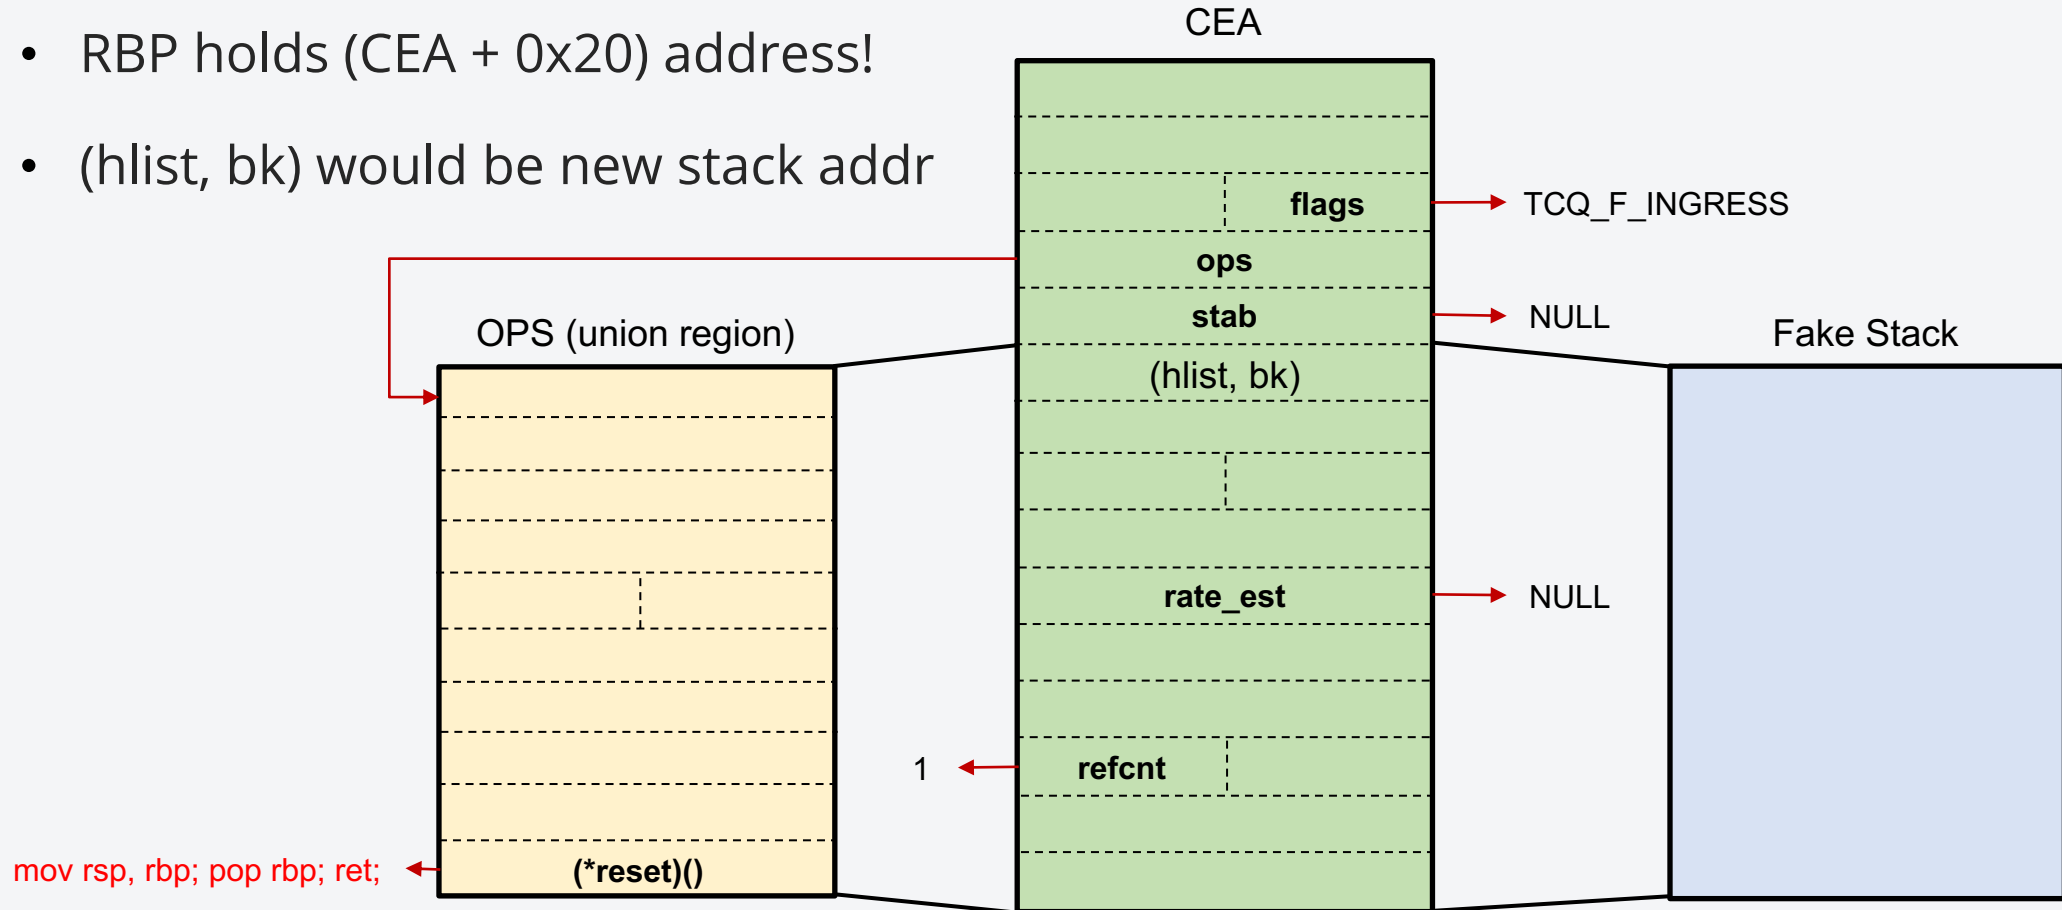 • RBP holds (CEA + 0x20) address!
• (hlist, bk) would be new stack addr
CEA
flags
TCQ_F_INGRESS
ops
stab
NULL
OPS (union region)
Fake Stack
(hlist, bk)
rate_est
NULL
1
refcnt
mov rsp, rbp; pop rbp; ret;
(*reset)()